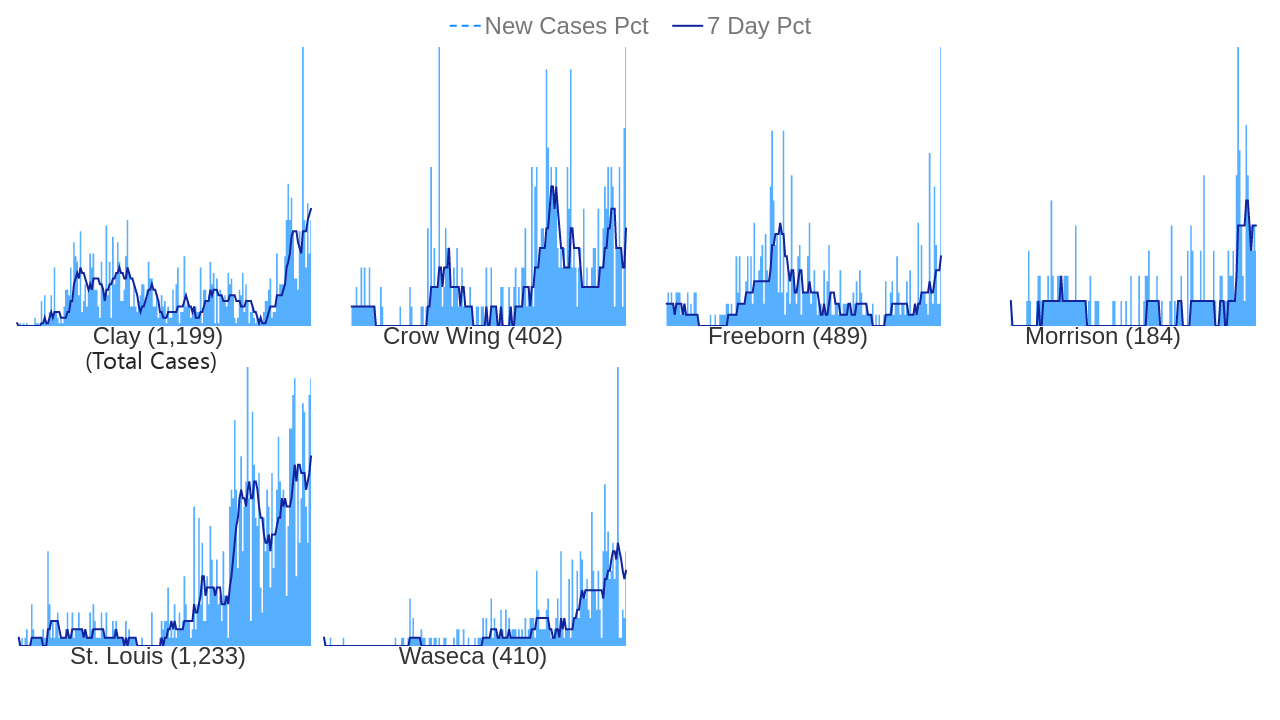 New Cases Pct 7 Day Pct
Clay (1,199) Crow Wing (402) Freeborn (489) Morrison (184)
(Total Cases)
St. Louis (1,233) Waseca (410)